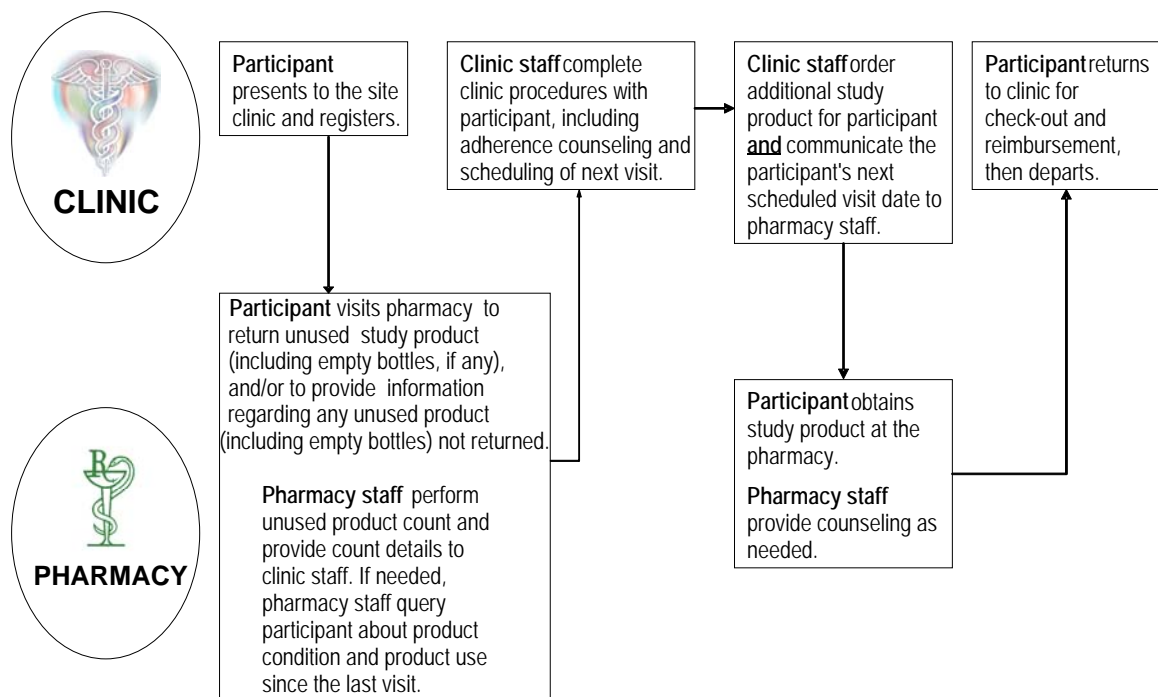 CLINIC
Participant
presents to the site
clinic and registers.
Participant visits pharmacy to
return unused study product
(including empty bottles, if any),
and/or to provide information
regarding any unused product
(including empty bottles) not returned.
Pharmacy staff perform
unused product count and
provide count details to
clinic staff. If needed,
pharmacy staff query
participant about product
condition and product use
since the last visit.
Clinic staff complete
clinic procedures with
participant, including
adherence counseling and
scheduling of next visit.
Clinic staff order
additional study
product for participant
and communicate the
participant's next
scheduled visit date to
pharmacy staff.
Participant obtains
study product at the
pharmacy.
Pharmacy staff
provide counseling as
needed.
Participant returns
to clinic for
check-out and
reimbursement,
then departs.
PHARMACY